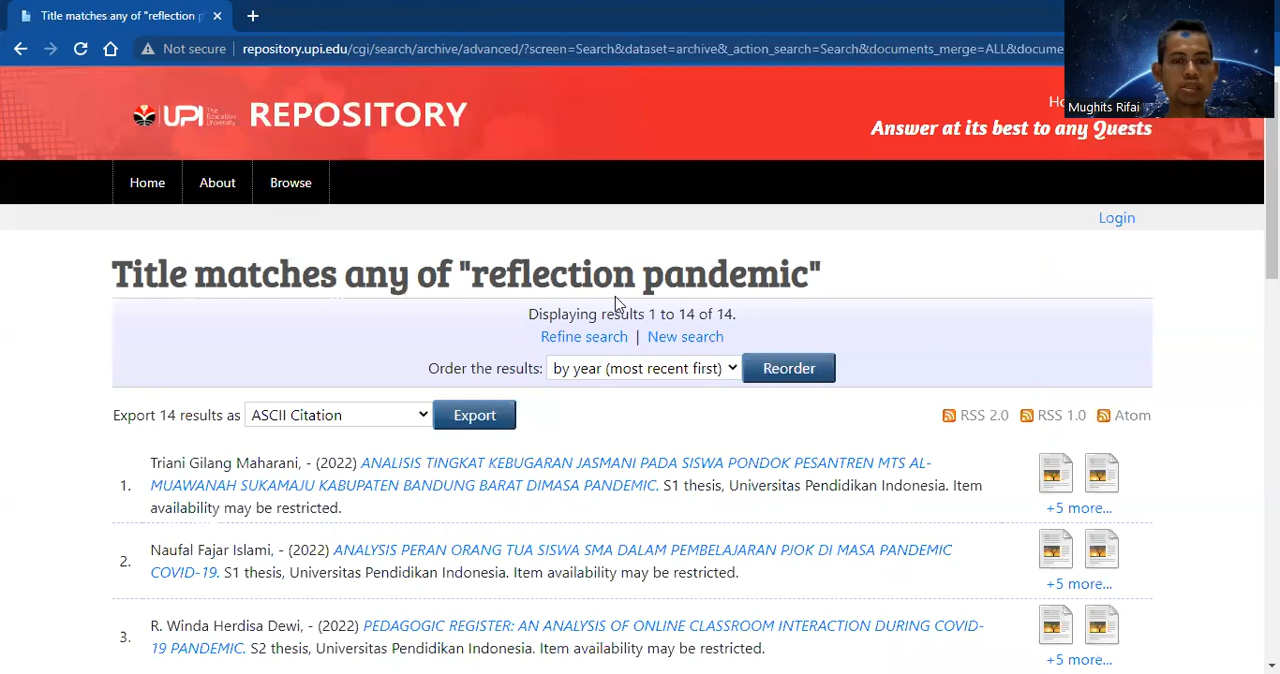 Title matches any of "reflection p
Not secure
repository.upi.edu/cgi/search/archive/advanced/?screen=Search&dataset=archive&_action_search=Search&documents_merge=ALL&docume
Mughits Rifai
UPI The Education University REPOSITORY
Ho
Answer at its best to any Quests
Home About Browse
Login
Title matches any of "reflection pandemic"
Displaying results 1 to 14 of 14.
Refine search | New search
Order the results: by year (most recent first) Reorder
Export 14 results as ASCII Citation Export
RSS 2.0 RSS 1.0 Atom
Triani Gilang Maharani, - (2022) ANALISIS TINGKAT KEBUGARAN JASMANI PADA SISWA PONDOK PESANTREN MTS AL-
1. MUAWANAH SUKAMAJU KABUPATEN BANDUNG BARAT DIMASA PANDEMIC. S1 thesis, Universitas Pendidikan Indonesia. Item
availability may be restricted.
+5 more...
Naufal Fajar Islami, - (2022) ANALYSIS PERAN ORANG TUA SISWA SMA DALAM PEMBELAJARAN PJOK DI MASA PANDEMIC
2. COVID-19. S1 thesis, Universitas Pendidikan Indonesia. Item availability may be restricted.
+5 more...
R. Winda Herdisa Dewi, - (2022) PEDAGOGIC REGISTER: AN ANALYSIS OF ONLINE CLASSROOM INTERACTION DURING COVID-
3. 19 PANDEMIC. S2 thesis, Universitas Pendidikan Indonesia. Item availability may be restricted.
+5 more...